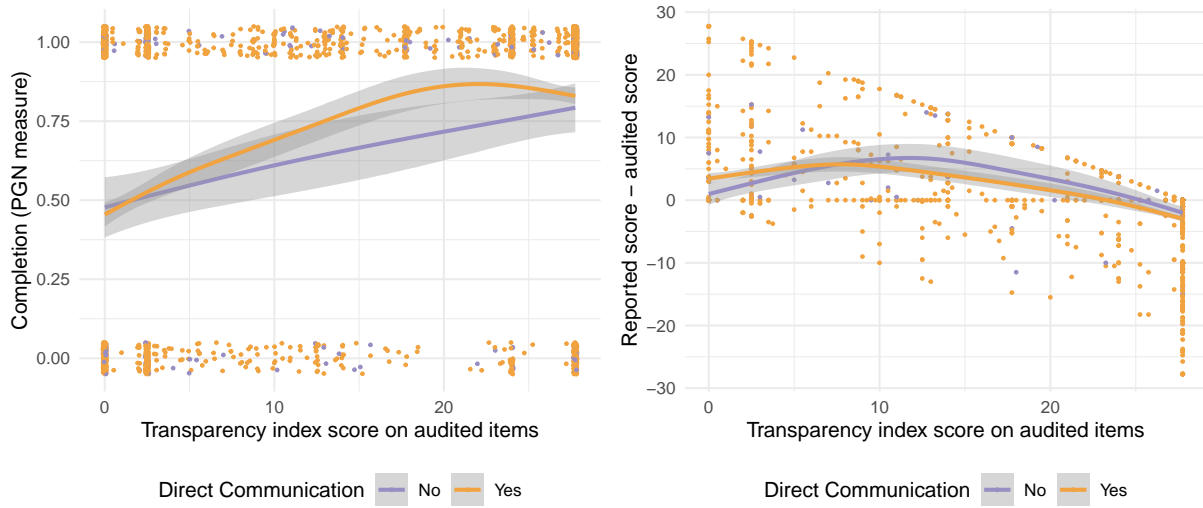 Completion (PGN measure)
1.00
0.75
0.50
0.25
0.00
0 10 20
Transparency index score on audited items
Direct Communication No Yes
Reported score − audited score
30
20
10
0
−10
−20
−30
0 10 20
Transparency index score on audited items
Direct Communication No Yes